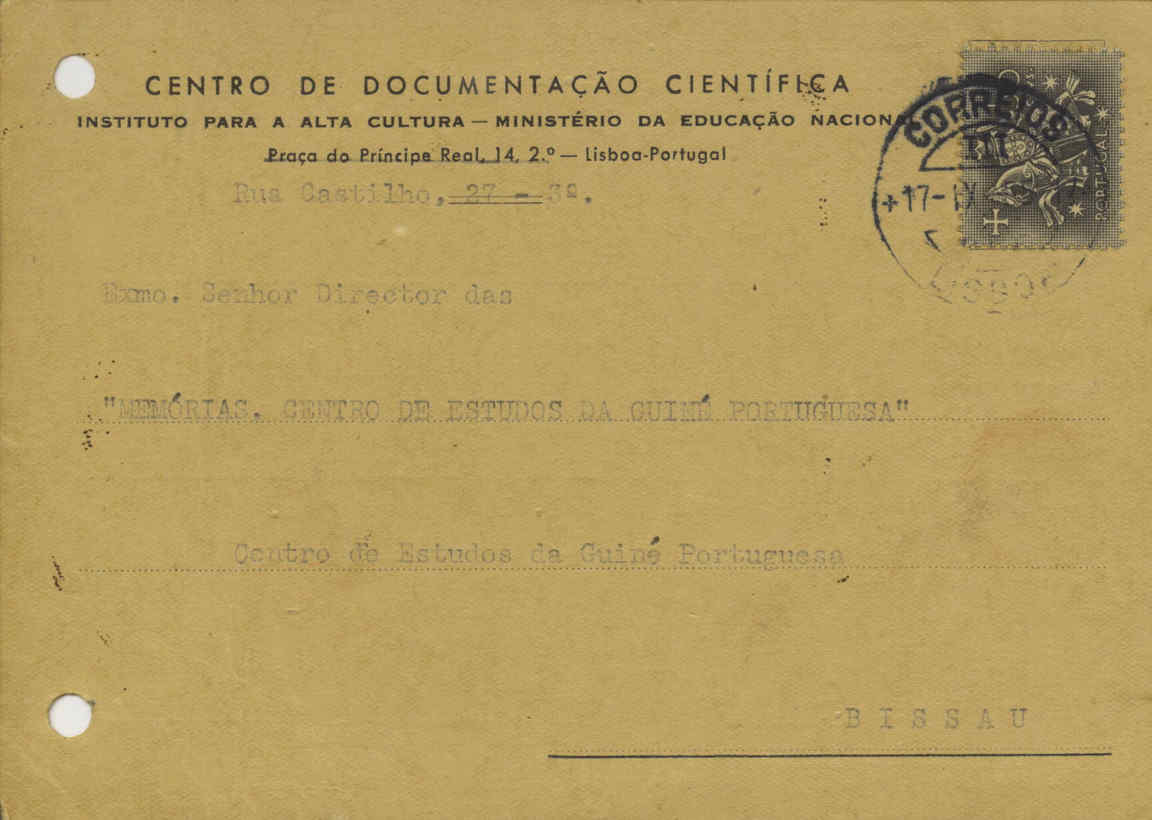 CENTRO DE DOCUMENTAÇÃO CIENTÍFICA
INSTITUTO PARA A ALTA CULTURA — MINISTÉRIO DA EDUCAÇÃO NACIONAL
Praça do Príncipe Real, 14, 2.º — Lisboa-Portugal
Rua Castilho, 27 - 3º.
CORREIOS
+17-IX
PORTUGAL
Exmo. Senhor Director das
"MEMÓRIAS. CENTRO DE ESTUDOS DA GUINÉ PORTUGUESA"
Centro de Estudos da Guiné Portuguesa
BISSAU